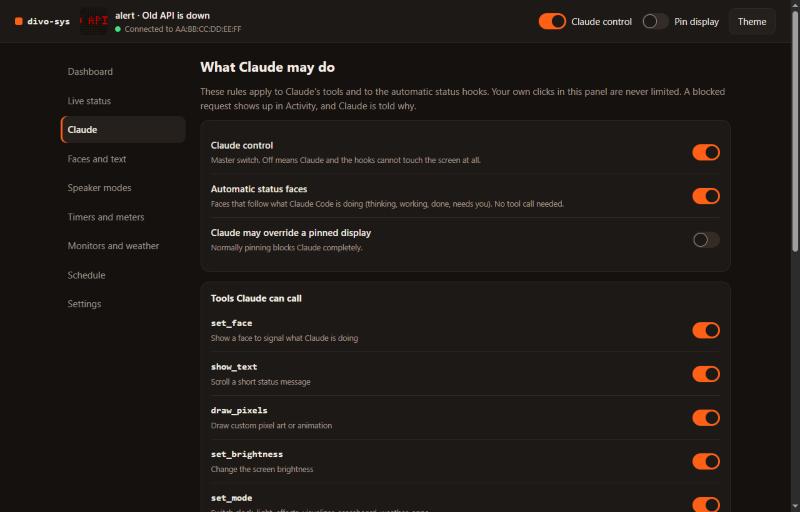 divo-sys
API
alert · Old API is down
Connected to AA:BB:CC:DD:EE:FF
Claude control
Pin display
Theme
Dashboard
Live status
Claude
Faces and text
Speaker modes
Timers and meters
Monitors and weather
Schedule
Settings
What Claude may do
These rules apply to Claude's tools and to the automatic status hooks. Your own clicks in this panel are never limited. A blocked
request shows up in Activity, and Claude is told why.
Claude control
Master switch. Off means Claude and the hooks cannot touch the screen at all.
Automatic status faces
Faces that follow what Claude Code is doing (thinking, working, done, needs you). No tool call needed.
Claude may override a pinned display
Normally pinning blocks Claude completely.
Tools Claude can call
set_face
Show a face to signal what Claude is doing
show_text
Scroll a short status message
draw_pixels
Draw custom pixel art or animation
set_brightness
Change the screen brightness
set_mode